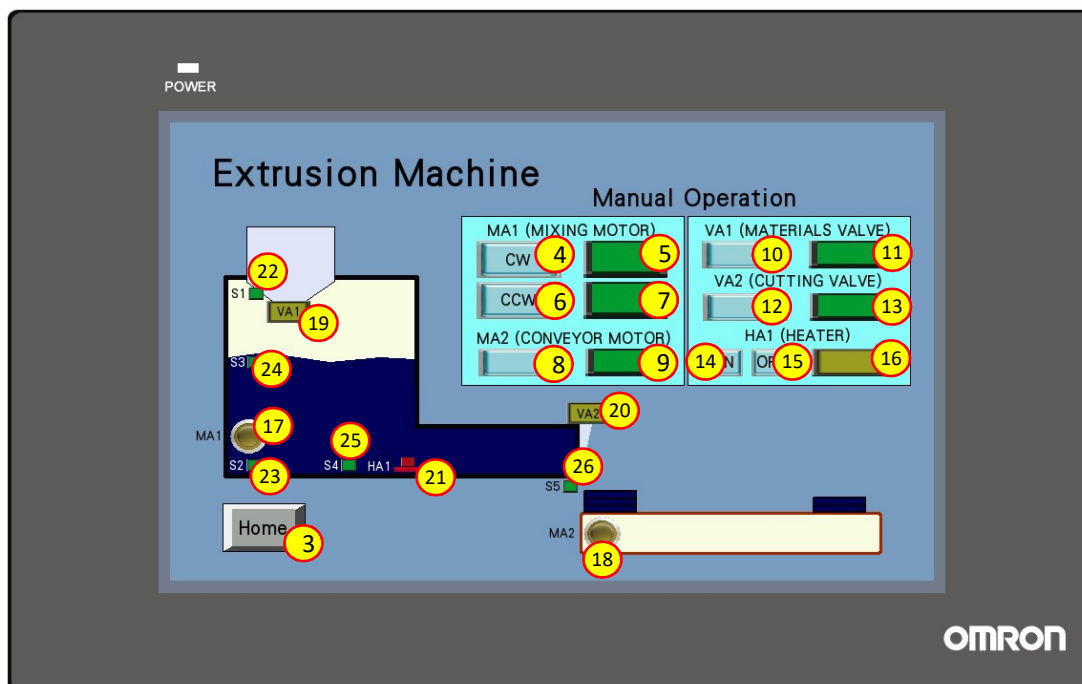 POWER
Extrusion Machine
Manual Operation
MA1 (MIXING MOTOR)
VA1 (MATERIALS VALVE)
CW 4 5 10 11
VA2 (CUTTING VALVE)
CCW 6 7 12 13
MA2 (CONVEYOR MOTOR)
HA1 (HEATER)
8 9 14 15 16
22
S1
VA1 19
S3 24
VA2 20
MA1 17
25
S2 23
S4
HA1 21
26
S5
Home 3
MA2 18
OMRON